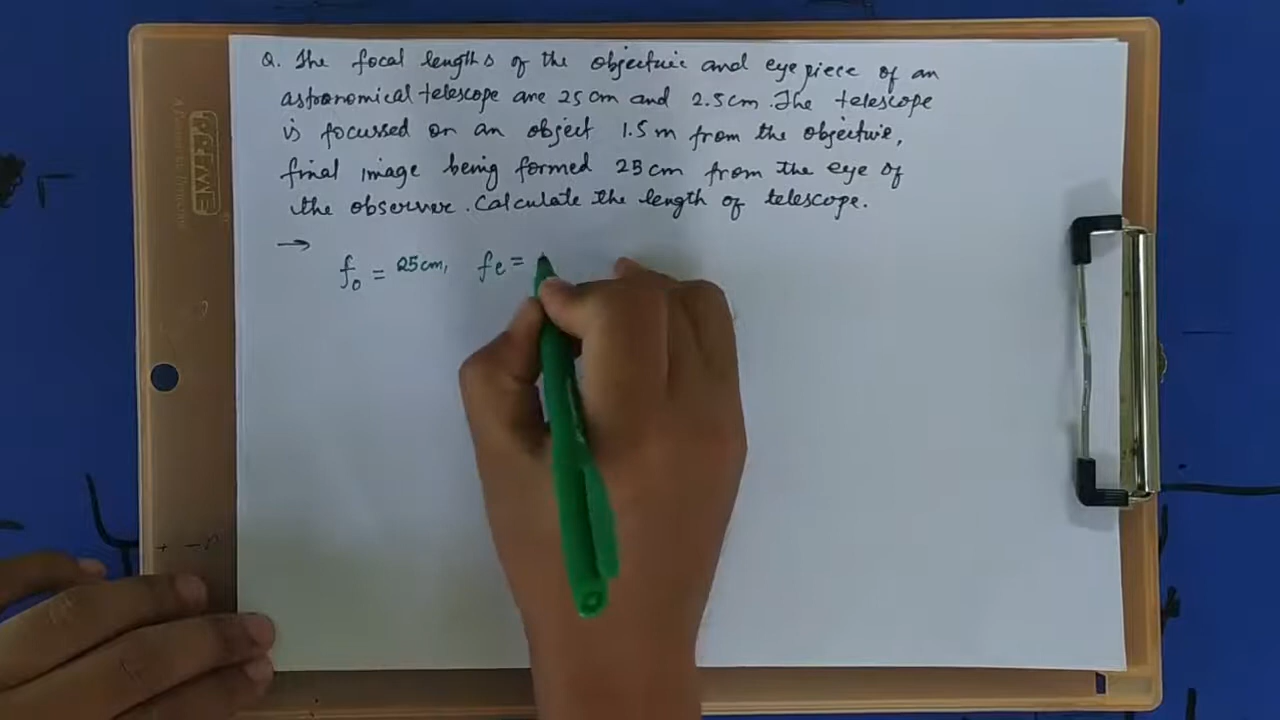 Q. The focal lengths of the objective and eye piece of an
astronomical telescope are 25 cm and 2.5 cm. The telescope
is focussed on an object 1.5 m from the objective,
final image being formed 25 cm from the eye of
the observer. Calculate the length of telescope.
→
fo = 25cm, fe =